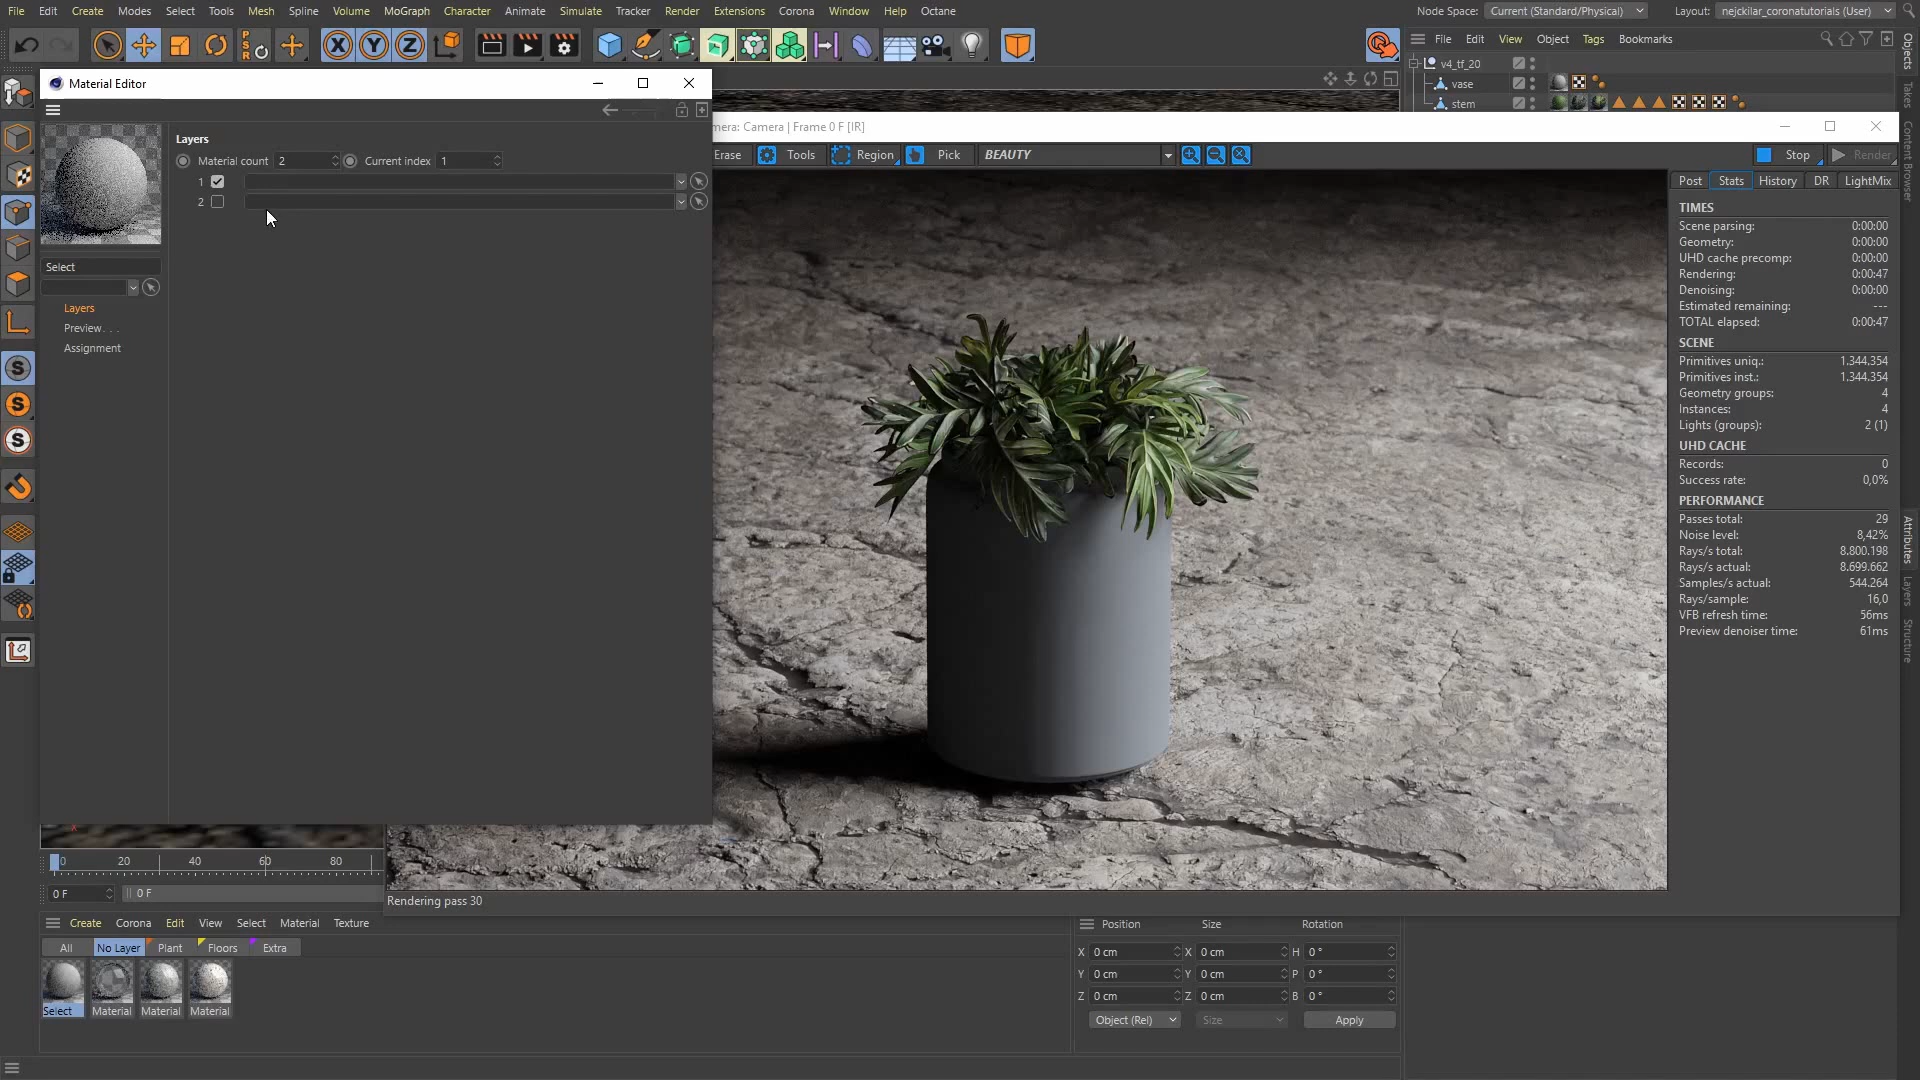 File Edit Create Modes Select Tools Mesh Spline Volume MoGraph Character Animate Simulate Tracker Render Extensions Corona Window Help Octane
Node Space: Current (Standard/Physical) Layout: nejckilar_coronatutorials (User)
PSR X Y Z
File Edit View Object Tags Bookmarks
v4_tf_20
vase
stem
Objects
Takes
Content Browser
Attributes
Layers
Structure
Material Editor
Layers
Material count 2 Current index 1
1
2
Select
Layers
Preview. . .
Assignment
mera: Camera | Frame 0 F [IR]
Erase Tools Region Pick BEAUTY Stop Render
Post Stats History DR LightMix
TIMES
Scene parsing: 0:00:00
Geometry: 0:00:00
UHD cache precomp: 0:00:00
Rendering: 0:00:47
Denoising: 0:00:00
Estimated remaining: ---
TOTAL elapsed: 0:00:47
SCENE
Primitives uniq.: 1.344.354
Primitives inst.: 1.344.354
Geometry groups: 4
Instances: 4
Lights (groups): 2 (1)
UHD CACHE
Records: 0
Success rate: 0,0%
PERFORMANCE
Passes total: 29
Noise level: 8,42%
Rays/s total: 8.800.198
Rays/s actual: 8.699.662
Samples/s actual: 544.264
Rays/sample: 16,0
VFB refresh time: 56ms
Preview denoiser time: 61ms
S
S
S
X
0 20 40 60 80
0 F 0 F
Rendering pass 30
Create Corona Edit View Select Material Texture
All No Layer Plant Floors Extra
Select Material Material Material
Position Size Rotation
X 0 cm X 0 cm H 0 °
Y 0 cm Y 0 cm P 0 °
Z 0 cm Z 0 cm B 0 °
Object (Rel) Size Apply